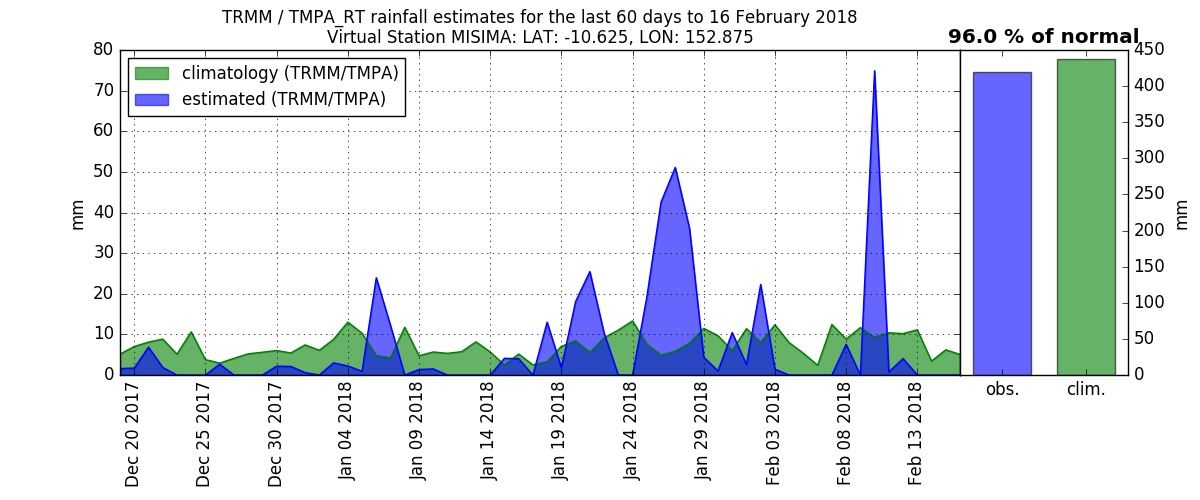 TRMM / TMPA_RT rainfall estimates for the last 60 days to 16 February 2018
Virtual Station MISIMA: LAT: -10.625, LON: 152.875
96.0 % of normal
climatology (TRMM/TMPA)
estimated (TRMM/TMPA)
80
70
60
50
40
30
20
10
0
mm
Dec 20 2017
Dec 25 2017
Dec 30 2017
Jan 04 2018
Jan 09 2018
Jan 14 2018
Jan 19 2018
Jan 24 2018
Jan 29 2018
Feb 03 2018
Feb 08 2018
Feb 13 2018
obs.
clim.
450
400
350
300
250
200
150
100
50
0
mm